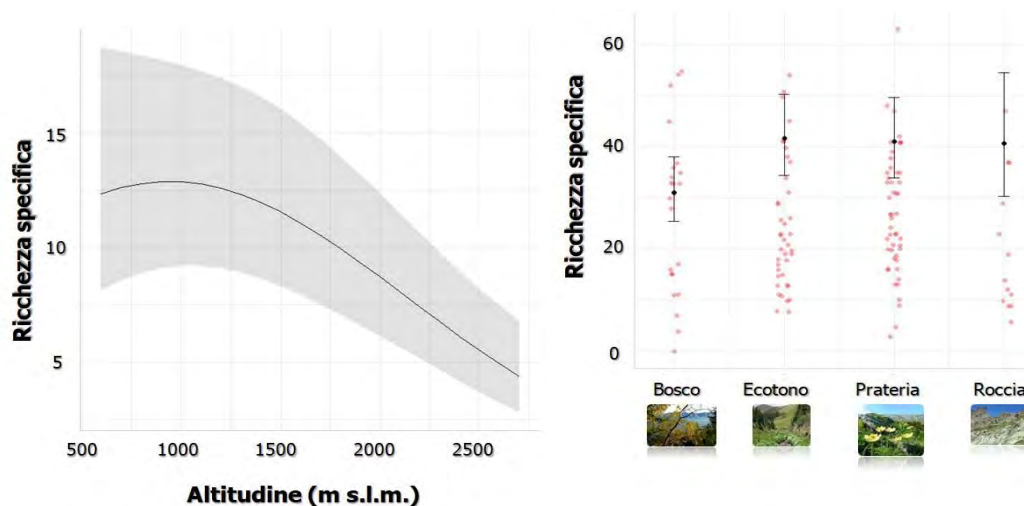 Ricchezza specifica
15
10
5
500 1000 1500 2000 2500
Altitudine (m s.l.m.)
Ricchezza specifica
60
40
20
0
Bosco Ecotono Prateria Roccia